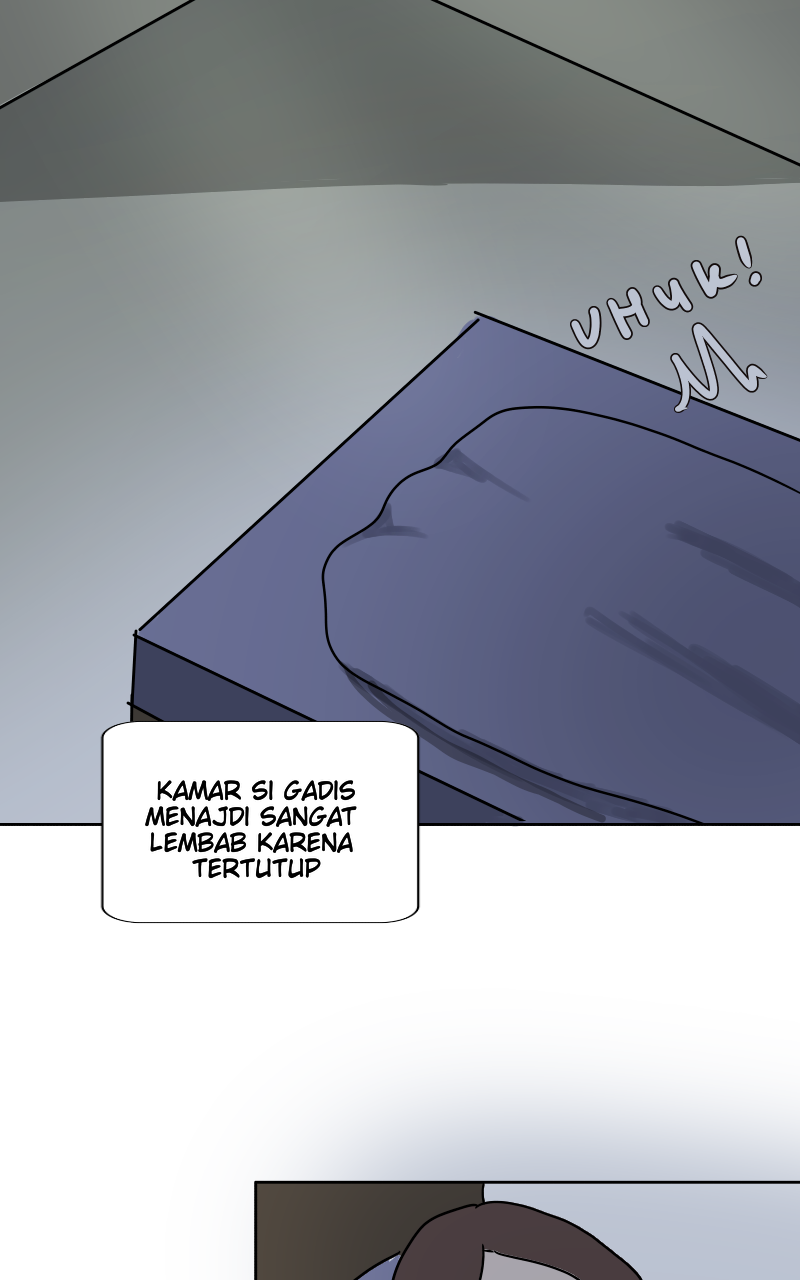 UHUK!
KAMAR SI GADIS
MENAJDI SANGAT
LEMBAB KARENA
TERTUTUP